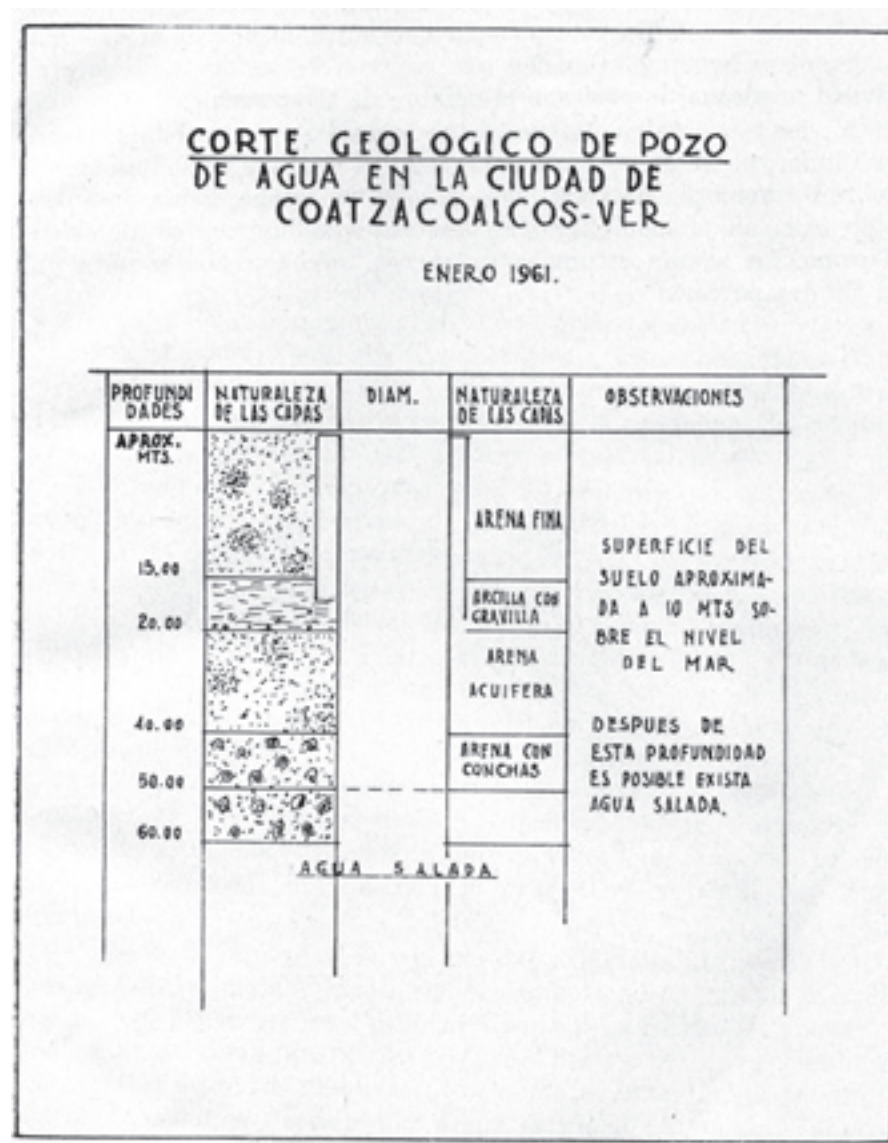 CORTE GEOLOGICO DE POZO
DE AGUA EN LA CIUDAD DE
COATZACOALCOS-VER.
ENERO 1961.
PROFUNDI
DADES
NATURALEZA
DE LAS CAPAS
DIAM.
NATURALEZA
DE LAS CAPAS
OBSERVACIONES
APROX.
MTS.
15,00
20.00
40.00
50.00
60.00
ARENA FINA
ARCILLA CON
GRAVILLA
ARENA
ACUIFERA
ARENA CON
CONCHAS
SUPERFICIE DEL
SUELO APROXIMA-
DA A 10 MTS SO-
BRE EL NIVEL
DEL MAR
DESPUES DE
ESTA PROFUNDIDAD
ES POSIBLE EXISTA
AGUA SALADA.
AGUA SALADA